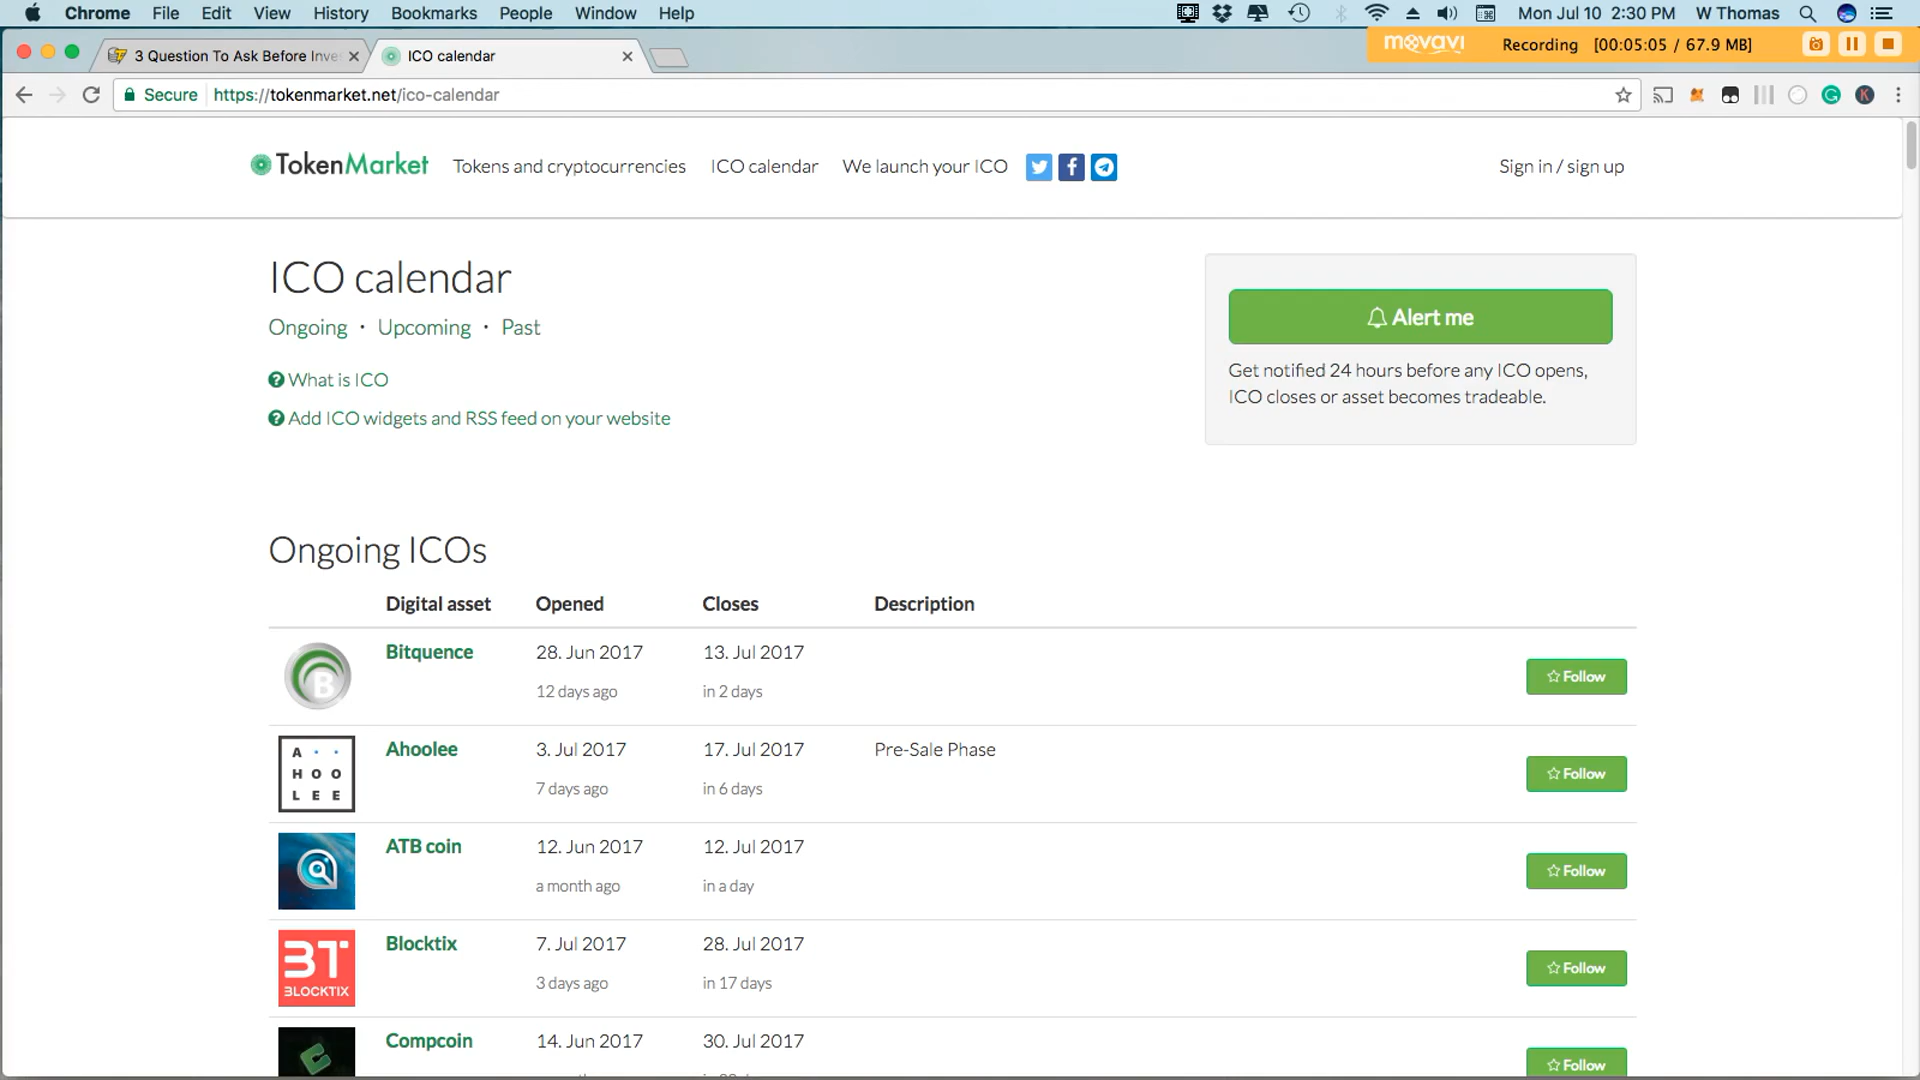 Chrome File Edit View History Bookmarks People Window Help Mon Jul 10 2:30 PM W Thomas
movavi Recording [00:05:05 / 67.9 MB]
3 Question To Ask Before Inve ICO calendar
Secure https://tokenmarket.net/ico-calendar K
TokenMarket Tokens and cryptocurrencies ICO calendar We launch your ICO Sign in / sign up
ICO calendar
Ongoing · Upcoming · Past
What is ICO
Add ICO widgets and RSS feed on your website
Alert me
Get notified 24 hours before any ICO opens,
ICO closes or asset becomes tradeable.
Ongoing ICOs
Digital asset Opened Closes Description
B Bitquence 28. Jun 2017 13. Jul 2017
12 days ago in 2 days
Follow
A · ·
H O O
L E E
Ahoolee 3. Jul 2017 17. Jul 2017 Pre-Sale Phase
7 days ago in 6 days
Follow
ATB coin 12. Jun 2017 12. Jul 2017
a month ago in a day
Follow
BT
BLOCKTIX
Blocktix 7. Jul 2017 28. Jul 2017
3 days ago in 17 days
Follow
Compcoin 14. Jun 2017 30. Jul 2017
Follow